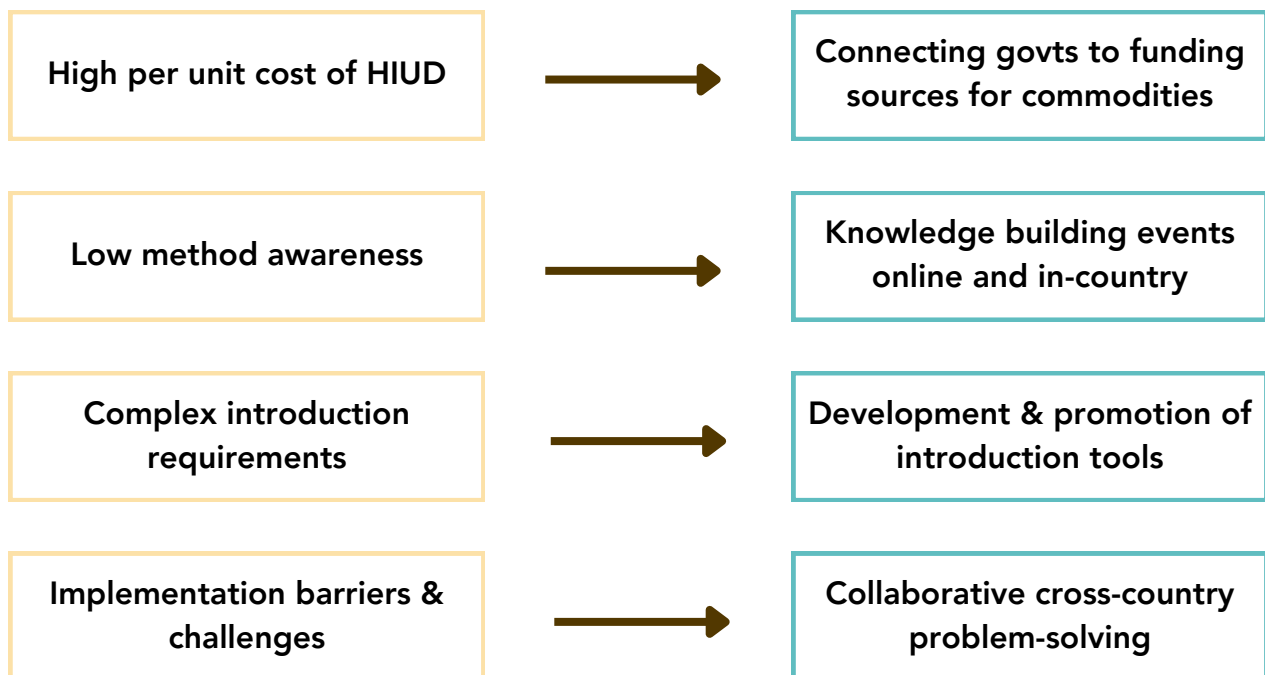 High per unit cost of HIUD
Connecting govts to funding
sources for commodities
Low method awareness
Knowledge building events
online and in-country
Complex introduction
requirements
Development & promotion of
introduction tools
Implementation barriers &
challenges
Collaborative cross-country
problem-solving